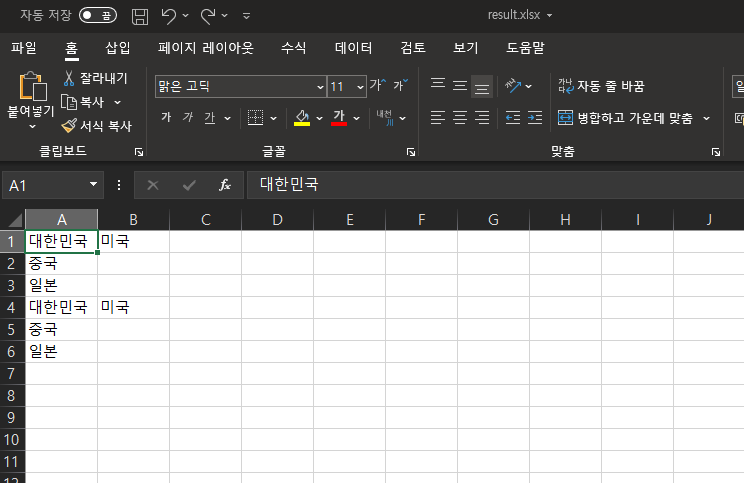 자동 저장 끔 result.xlsx
파일 홈 삽입 페이지 레이아웃 수식 데이터 검토 보기 도움말
붙여넣기 잘라내기 맑은 고딕 11 가 가 자동 줄 바꿈
복사
서식 복사 가 가 가 가 내천 병합하고 가운데 맞춤
클립보드 글꼴 맞춤
A1 fx 대한민국
A B C D E F G H I J
1 대한민국 미국
2 중국
3 일본
4 대한민국 미국
5 중국
6 일본
7
8
9
10
11
12